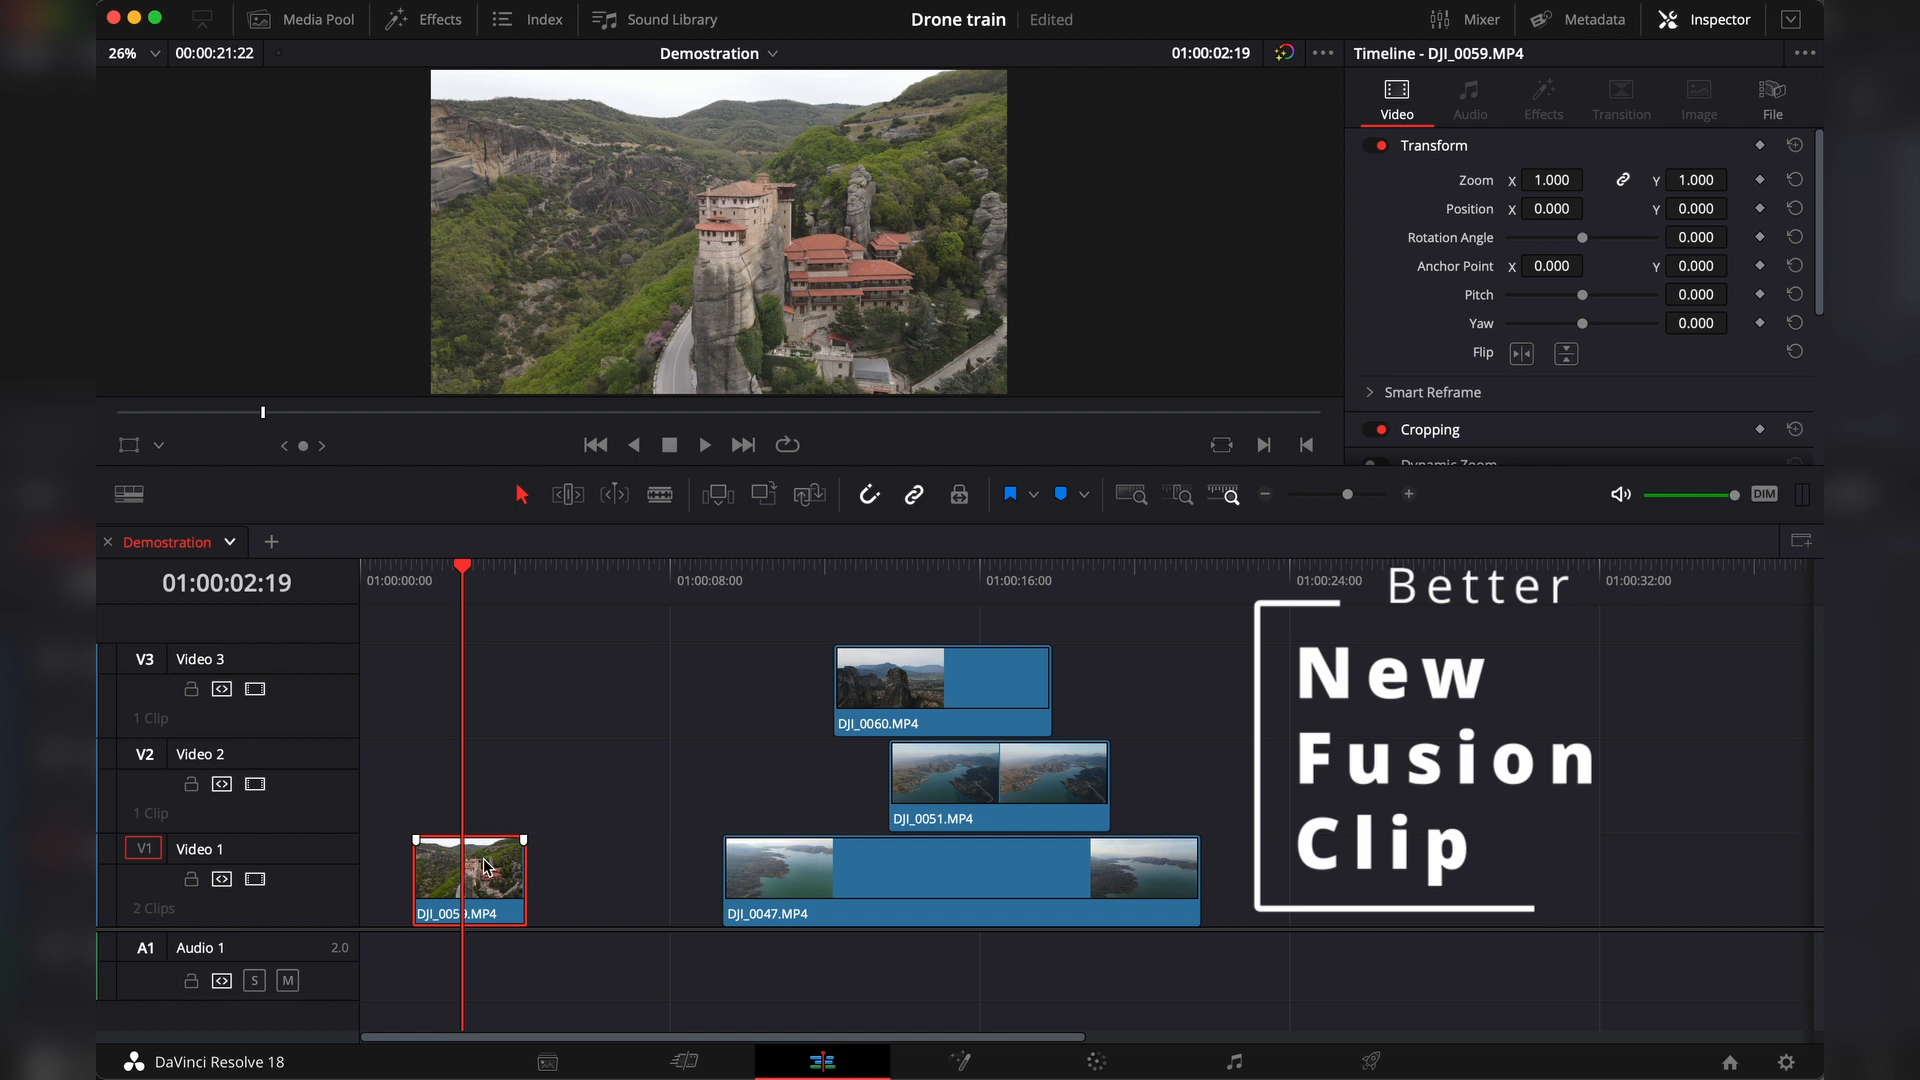 Media Pool
Effects
Index
Sound Library
Drone train
Edited
Mixer
Metadata
Inspector
26%
00:00:21:22
Demostration
01:00:02:19
Timeline - DJI_0059.MP4
Video
Audio
Effects
Transition
Image
File
Transform
Zoom X 1.000 Y 1.000
Position X 0.000 Y 0.000
Rotation Angle 0.000
Anchor Point X 0.000 Y 0.000
Pitch 0.000
Yaw 0.000
Flip
Smart Reframe
Cropping
Dynamic Zoom
DIM
Demostration
01:00:02:19
01:00:00:00
01:00:08:00
01:00:16:00
01:00:24:00
01:00:32:00
Better
New
Fusion
Clip
V3 Video 3
1 Clip
DJI_0060.MP4
V2 Video 2
1 Clip
DJI_0051.MP4
V1 Video 1
2 Clips
DJI_0059.MP4
DJI_0047.MP4
A1 Audio 1 2.0
S M
DaVinci Resolve 18